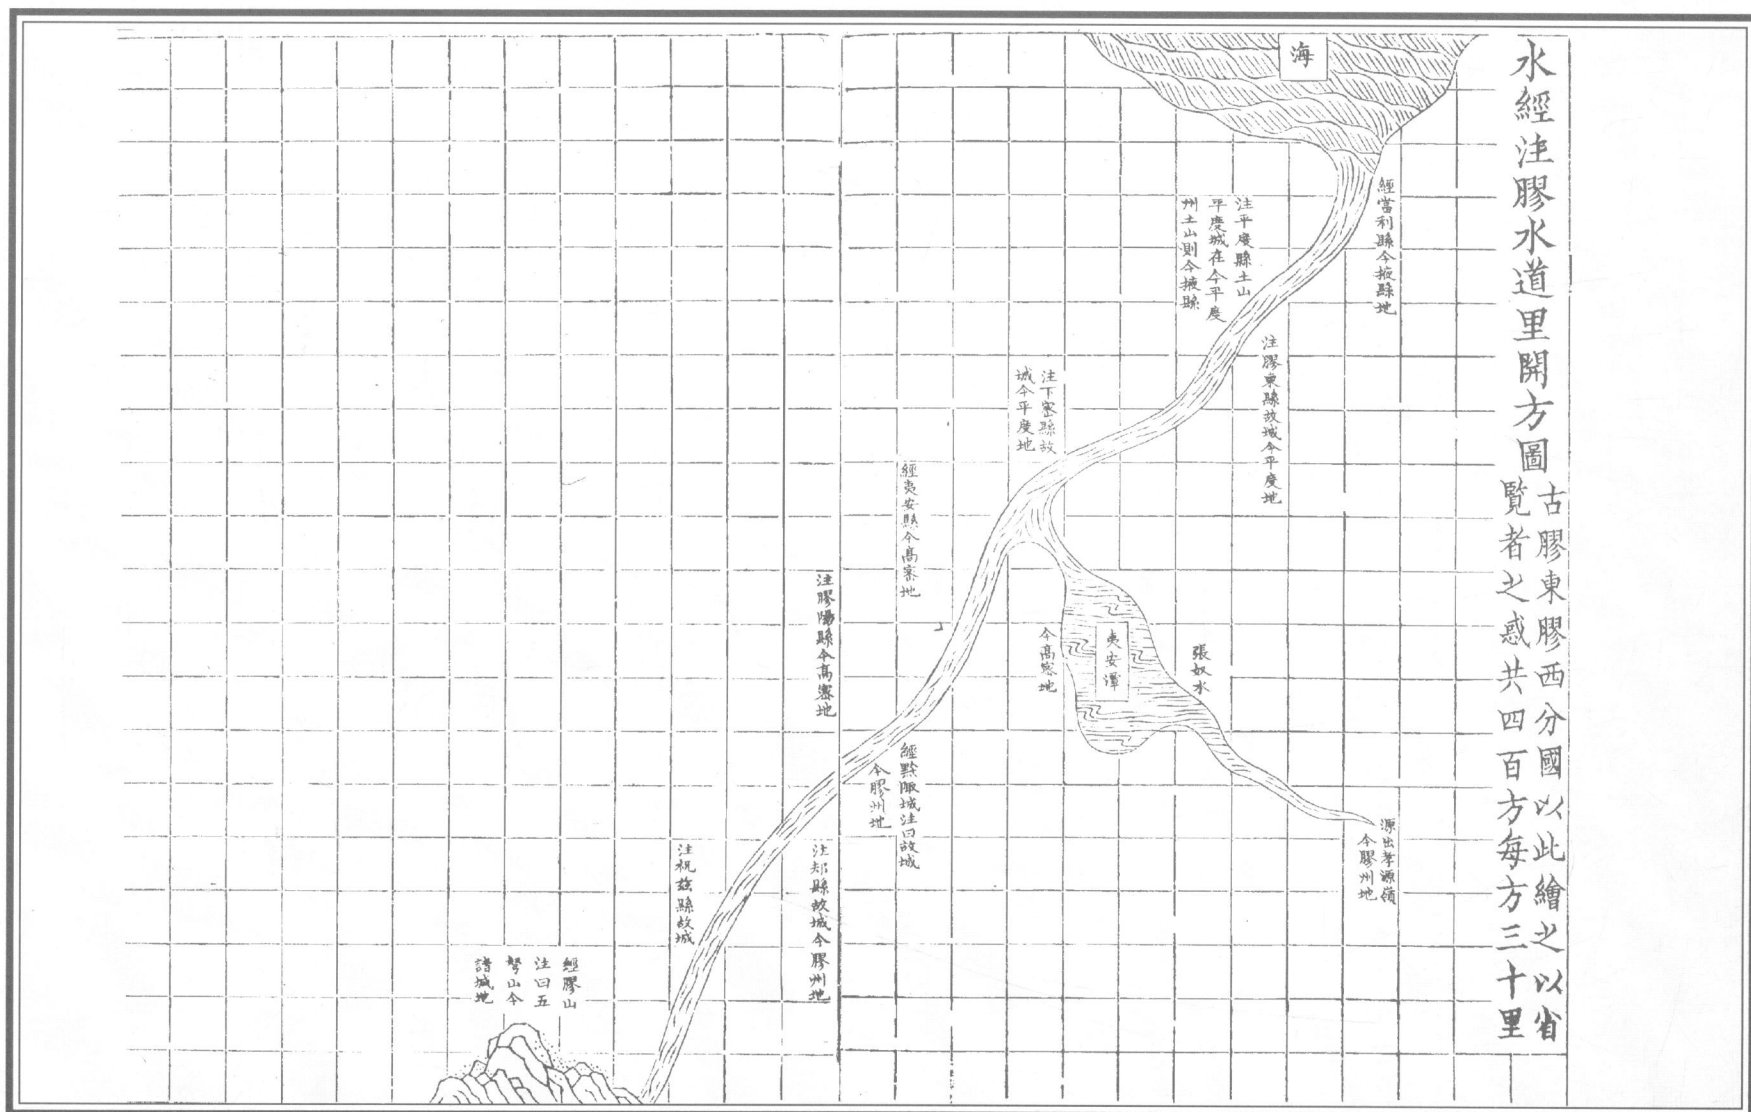 水經注膠水道里開方圖
古膠東膠西分國以此繪之以省
覽者之惑共四百方每方三十里
海
經當利縣今掖縣地
注平度縣土山
平度城在今平度
州土山則今掖縣
注膠東縣故城今平度地
注下密縣故
城今平度地
經夷安縣今高密地
張奴水
夷安潭
今高密地
源出孝源嶺
今膠州地
注膠陽縣今高密地
經黔陬城注曰故城
今膠州地
注邞縣故城今膠州地
注祝茲縣故城
經膠山
注曰五
弩山今
諸城地